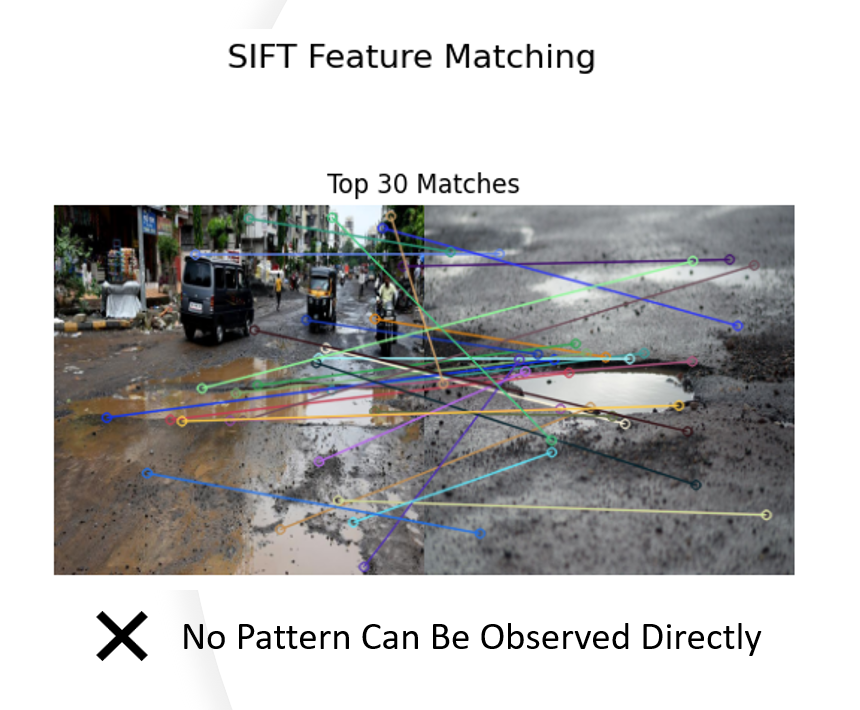 SIFT Feature Matching
Top 30 Matches
No Pattern Can Be Observed Directly